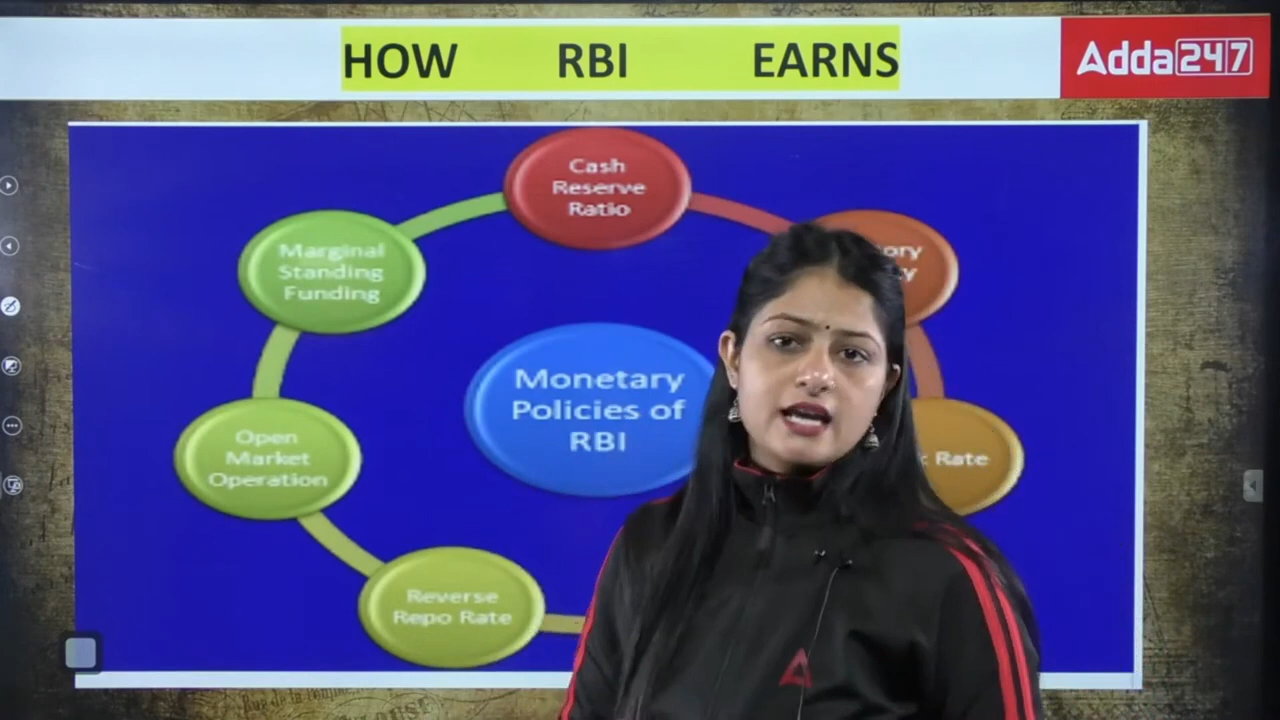 HOW RBI EARNS
Adda247
Cash
Reserve
Ratio
Marginal
Standing
Funding
Monetary
Policies of
RBI
Open
Market
Operation
Rate
Reverse
Repo Rate